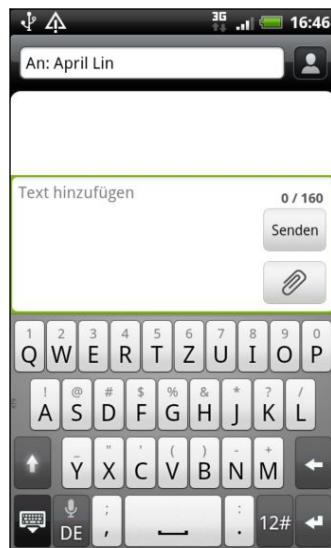 3G 16:46
An: April Lin
Text hinzufügen
0 / 160
Senden
1 2 3 4 5 6 7 8 9 0
Q W E R T Z U I O P
! @ # $ % & * ? /
A S D F G H J K L
_ " ' ( ) - +
Y X C V B N M
; :
DE , . 12#